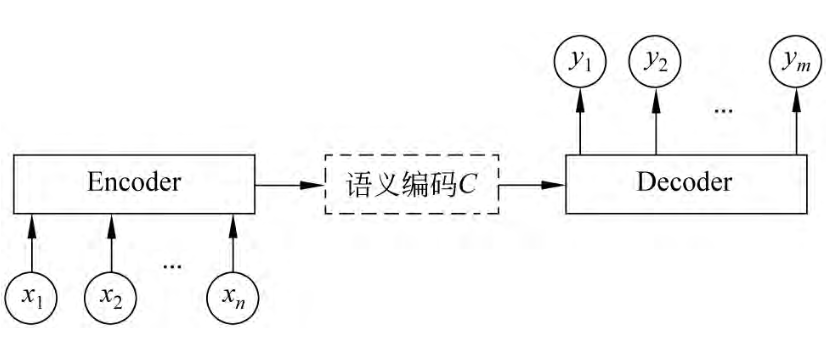 y1 y2 ... ym
Encoder 语义编码C Decoder
x1 x2 ... xn